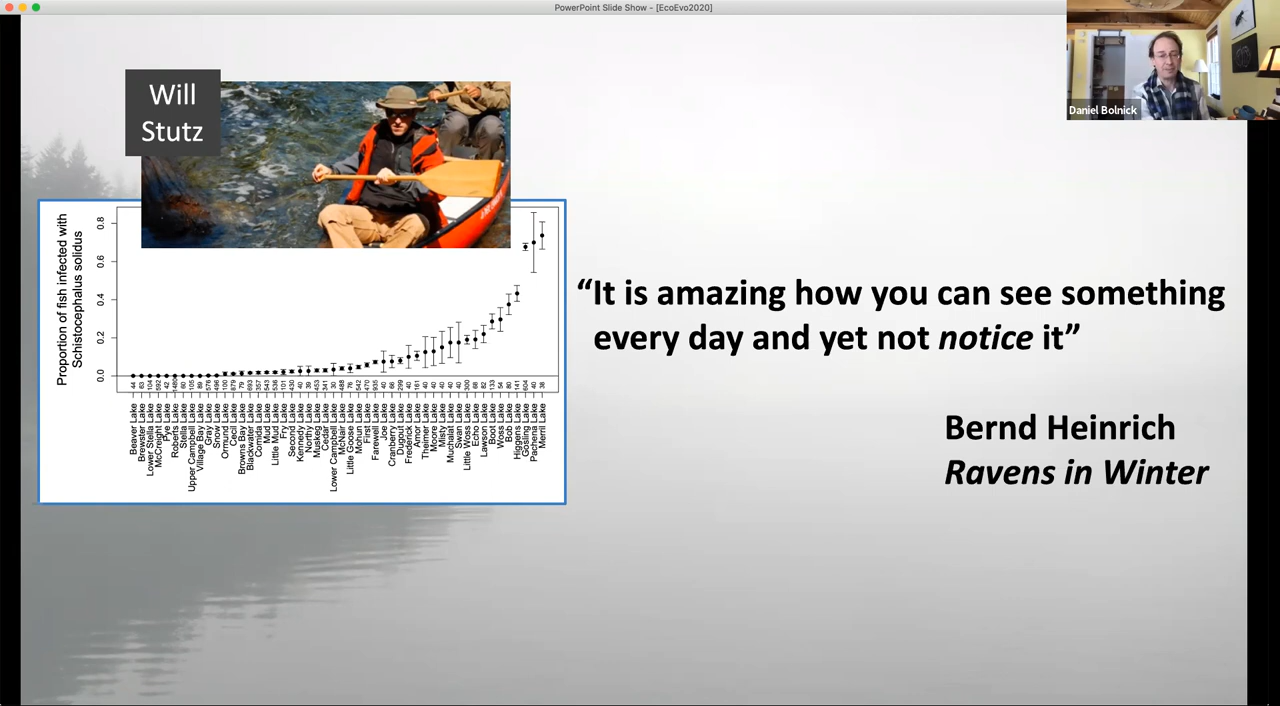 PowerPoint Slide Show - [EcoEvo2020]
Daniel Bolnick
Will
Stutz
Proportion of fish infected with
Schistocephalus solidus
0.8
0.6
0.4
0.2
0.0
Beaver Lake
Brewster Lake
Lower Stella Lake
McCreight Lake
Pye Lake
Roberts Lake
Stella Lake
Upper Campbell Lake
Village Bay Lake
Gray Lake
Snow Lake
Ormund Lake
Cecil Lake
Browns Bay Lake
Blackwater Lake
Comida Lake
Mud Lake
Little Mud Lake
Fry Lake
Second Lake
Kennedy Lake
Northy Lake
Muskeg Lake
Cedar Lake
Lower Campbell Lake
McNair Lake
Little Goose Lake
Mohun Lake
First Lake
Farewell Lake
Joe Lake
Cranberry Lake
Dugout Lake
Frederick Lake
Amor Lake
Theimer Lake
Moore Lake
Misty Lake
Muchalat Lake
Swan Lake
Little Woss Lake
Echo Lake
Lawson Lake
Boot Lake
Woss Lake
Bob Lake
Higgens Lake
Gosling Lake
Pachena Lake
Merril Lake
“It is amazing how you can see something
every day and yet not notice it”
Bernd Heinrich
Ravens in Winter